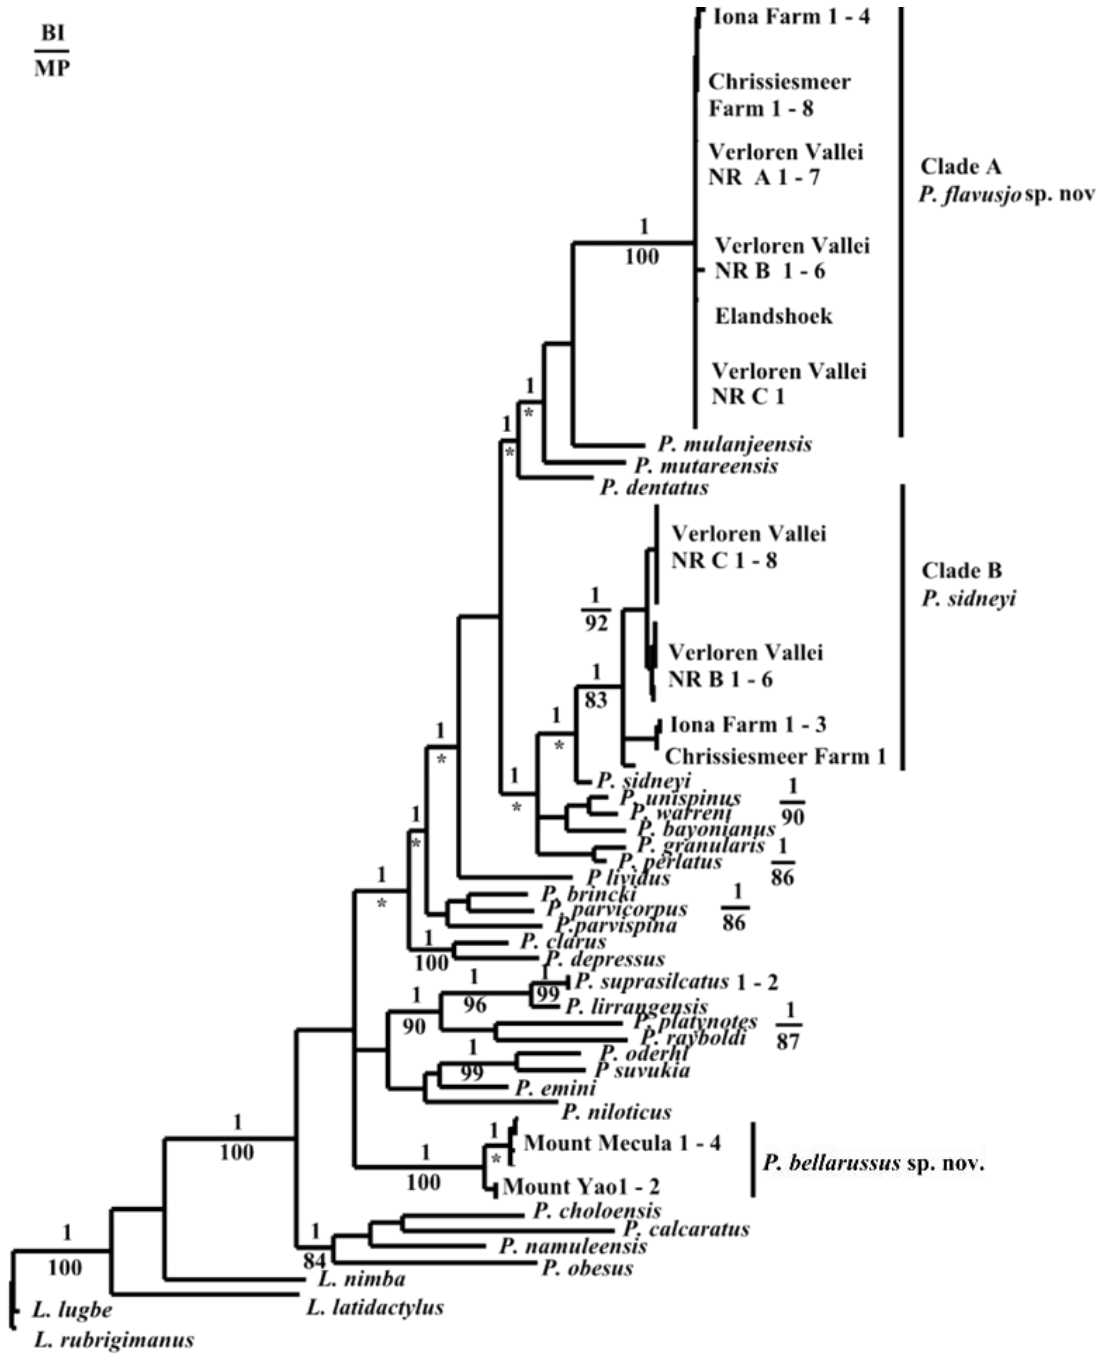 BI
MP
Iona Farm 1 - 4
Chrissiesmeer
Farm 1 - 8
Verloren Vallei
NR A 1 - 7
Clade A
P. flavusjo sp. nov
1
100
Verloren Vallei
NR B 1 - 6
Elandshoek
Verloren Vallei
NR C 1
1
*
1
*
P. mulanjeensis
P. mutareensis
P. dentatus
Verloren Vallei
NR C 1 - 8
Clade B
P. sidneyi
1
92
Verloren Vallei
NR B 1 - 6
1
83
1
*
Iona Farm 1 - 3
Chrissiesmeer Farm 1
1
*
1
*
P. sidneyi
P. unispinus
P. warreni
1
90
P. bayonianus
P. granularis
P. perlatus
1
86
1
*
P lividus
1
*
P. brincki
P. parvicorpus
P.parvispina
1
86
P. clarus
P. depressus
1
100
P. suprasilcatus 1 - 2
1
99
1
96
P. lirrangensis
1
90
P. platynotes
P. rayboldi
1
87
P. oderhi
P suvukia
1
99
P. emini
P. niloticus
1
100
1
*
Mount Mecula 1 - 4
P. bellarussus sp. nov.
1
100
Mount Yao1 - 2
P. choloensis
P. calcaratus
P. namuleensis
P. obesus
1
84
1
100
L. nimba
L. latidactylus
L. lugbe
L. rubrigimanus